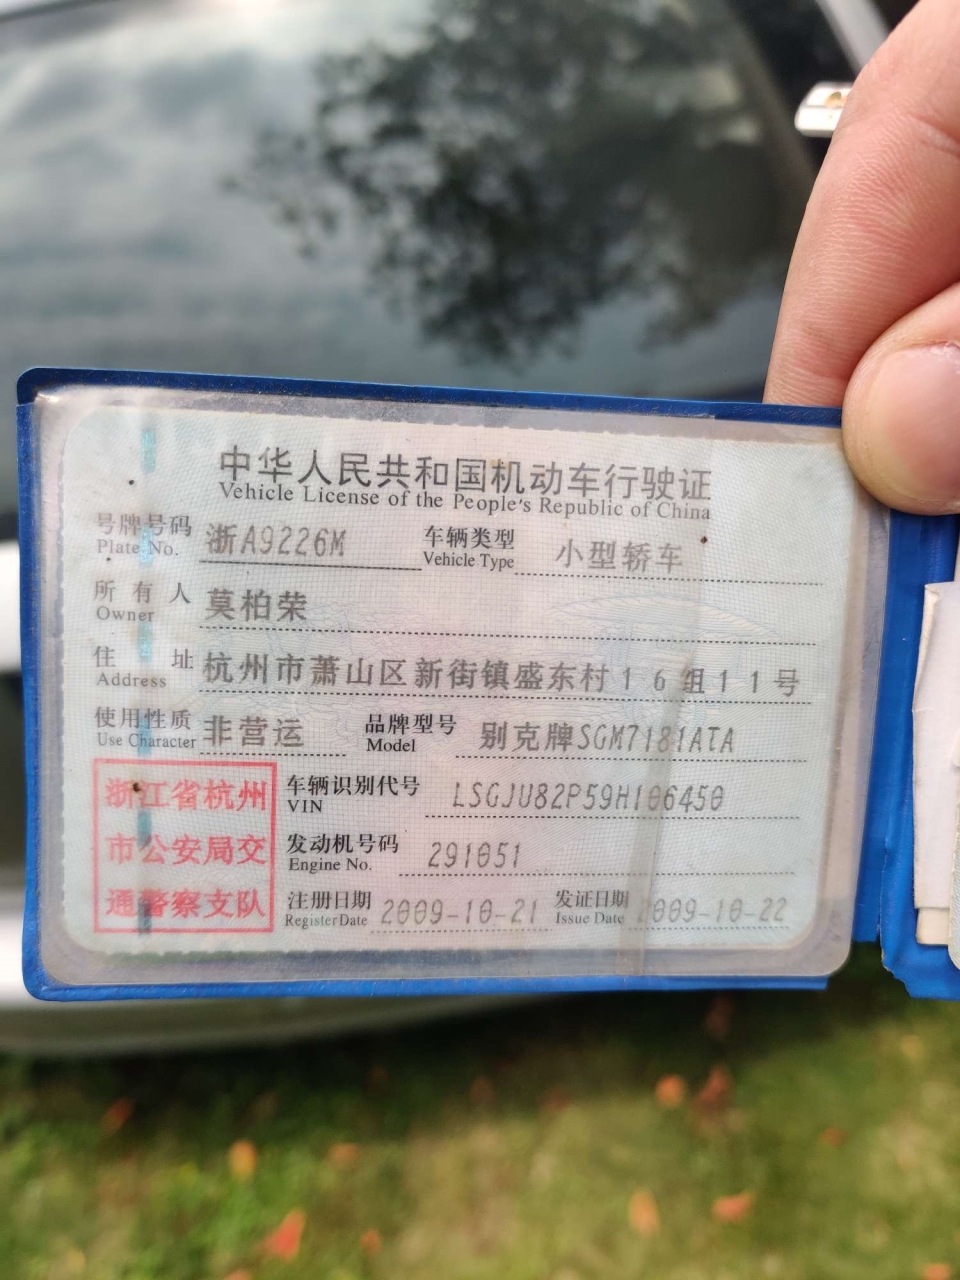 中华人民共和国机动车行驶证
Vehicle License of the People's Republic of China
号牌号码 浙A9226M 车辆类型 小型轿车
Plate No. Vehicle Type
所有人 莫柏荣
Owner
住址 杭州市萧山区新街镇盛东村16组11号
Address
使用性质 非营运 品牌型号 别克牌SGM7181ATA
Use Character Model
浙江省杭州
市公安局交
通警察支队
车辆识别代号 LSGJU82P59H106450
VIN
发动机号码 291051
Engine No.
注册日期 2009-10-21 发证日期 2009-10-22
Register Date Issue Date